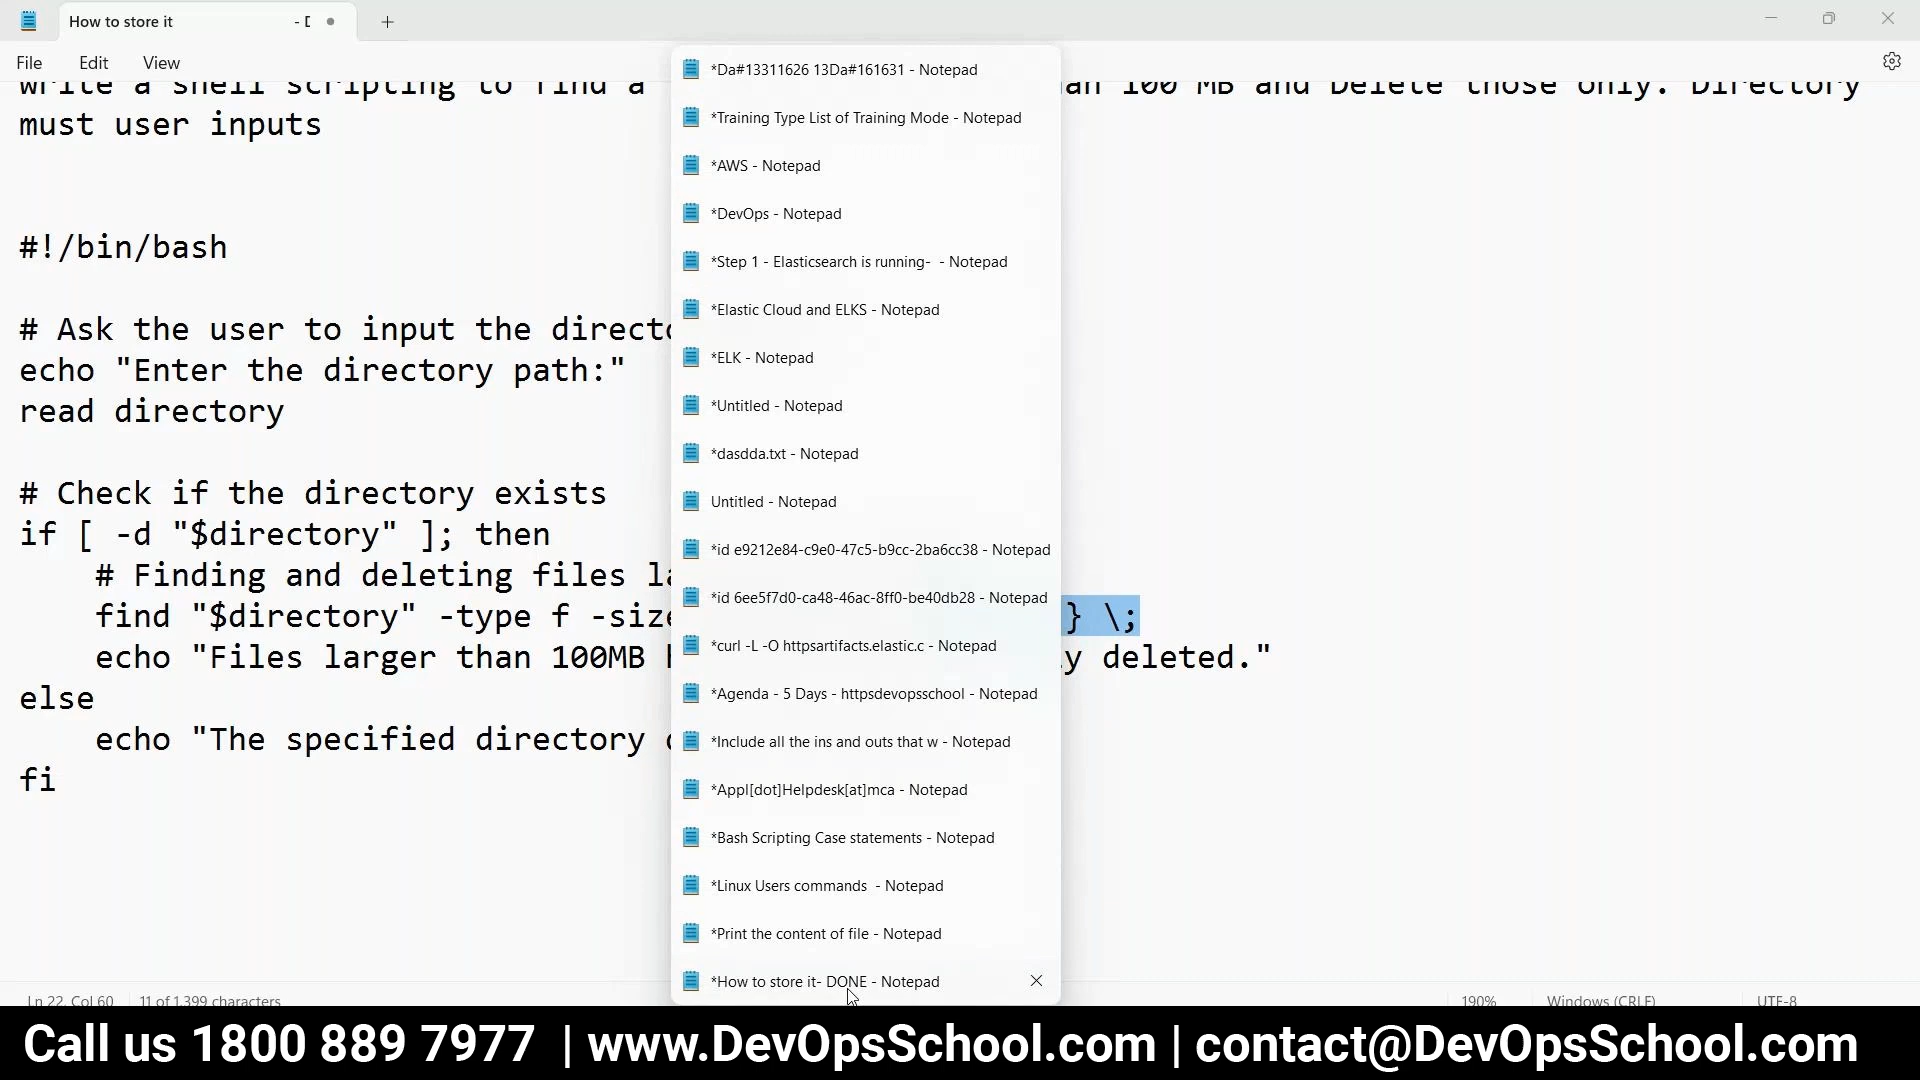 How to store it - D
File Edit View
write a shell scripting to find a an 100 MB and Delete those only. Directory
must user inputs
#!/bin/bash
# Ask the user to input the direct
echo "Enter the directory path:"
read directory
# Check if the directory exists
if [ -d "$directory" ]; then
# Finding and deleting files l
find "$directory" -type f -size } \;
echo "Files larger than 100MB y deleted."
else
echo "The specified directory
fi
*Da#13311626 13Da#161631 - Notepad
*Training Type List of Training Mode - Notepad
*AWS - Notepad
*DevOps - Notepad
*Step 1 - Elasticsearch is running- - Notepad
*Elastic Cloud and ELKS - Notepad
*ELK - Notepad
*Untitled - Notepad
*dasdda.txt - Notepad
Untitled - Notepad
*id e9212e84-c9e0-47c5-b9cc-2ba6cc38 - Notepad
*id 6ee5f7d0-ca48-46ac-8ff0-be40db28 - Notepad
*curl -L -O httpsartifacts.elastic.c - Notepad
*Agenda - 5 Days - httpsdevopsschool - Notepad
*Include all the ins and outs that w - Notepad
*Appl[dot]Helpdesk[at]mca - Notepad
*Bash Scripting Case statements - Notepad
*Linux Users commands - Notepad
*Print the content of file - Notepad
*How to store it- DONE - Notepad
Ln 22, Col 60 11 of 1,399 characters 190% Windows (CRLF) UTF-8
Call us 1800 889 7977 | www.DevOpsSchool.com | contact@DevOpsSchool.com